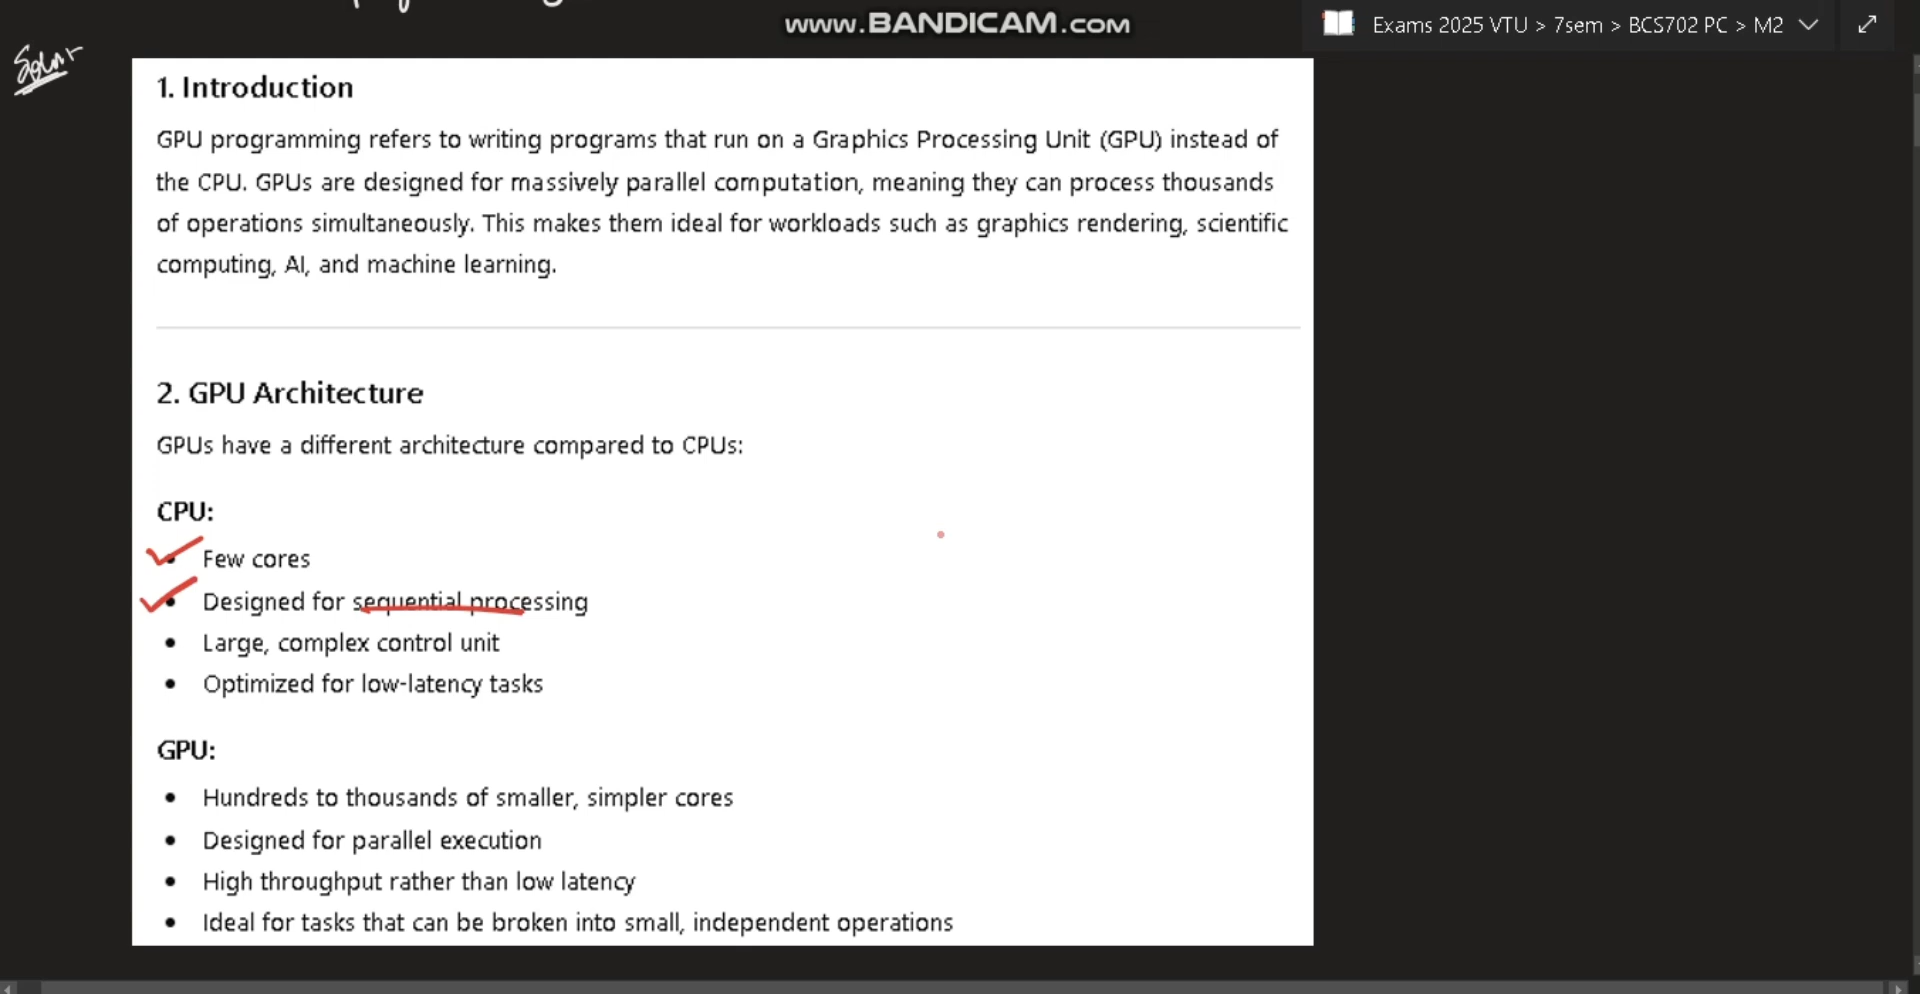 www.BANDICAM.com
Exams 2025 VTU > 7sem > BCS702 PC > M2
Soln
1. Introduction
GPU programming refers to writing programs that run on a Graphics Processing Unit (GPU) instead of
the CPU. GPUs are designed for massively parallel computation, meaning they can process thousands
of operations simultaneously. This makes them ideal for workloads such as graphics rendering, scientific
computing, AI, and machine learning.
2. GPU Architecture
GPUs have a different architecture compared to CPUs:
CPU:
• Few cores
• Designed for sequential processing
• Large, complex control unit
• Optimized for low-latency tasks
GPU:
• Hundreds to thousands of smaller, simpler cores
• Designed for parallel execution
• High throughput rather than low latency
• Ideal for tasks that can be broken into small, independent operations